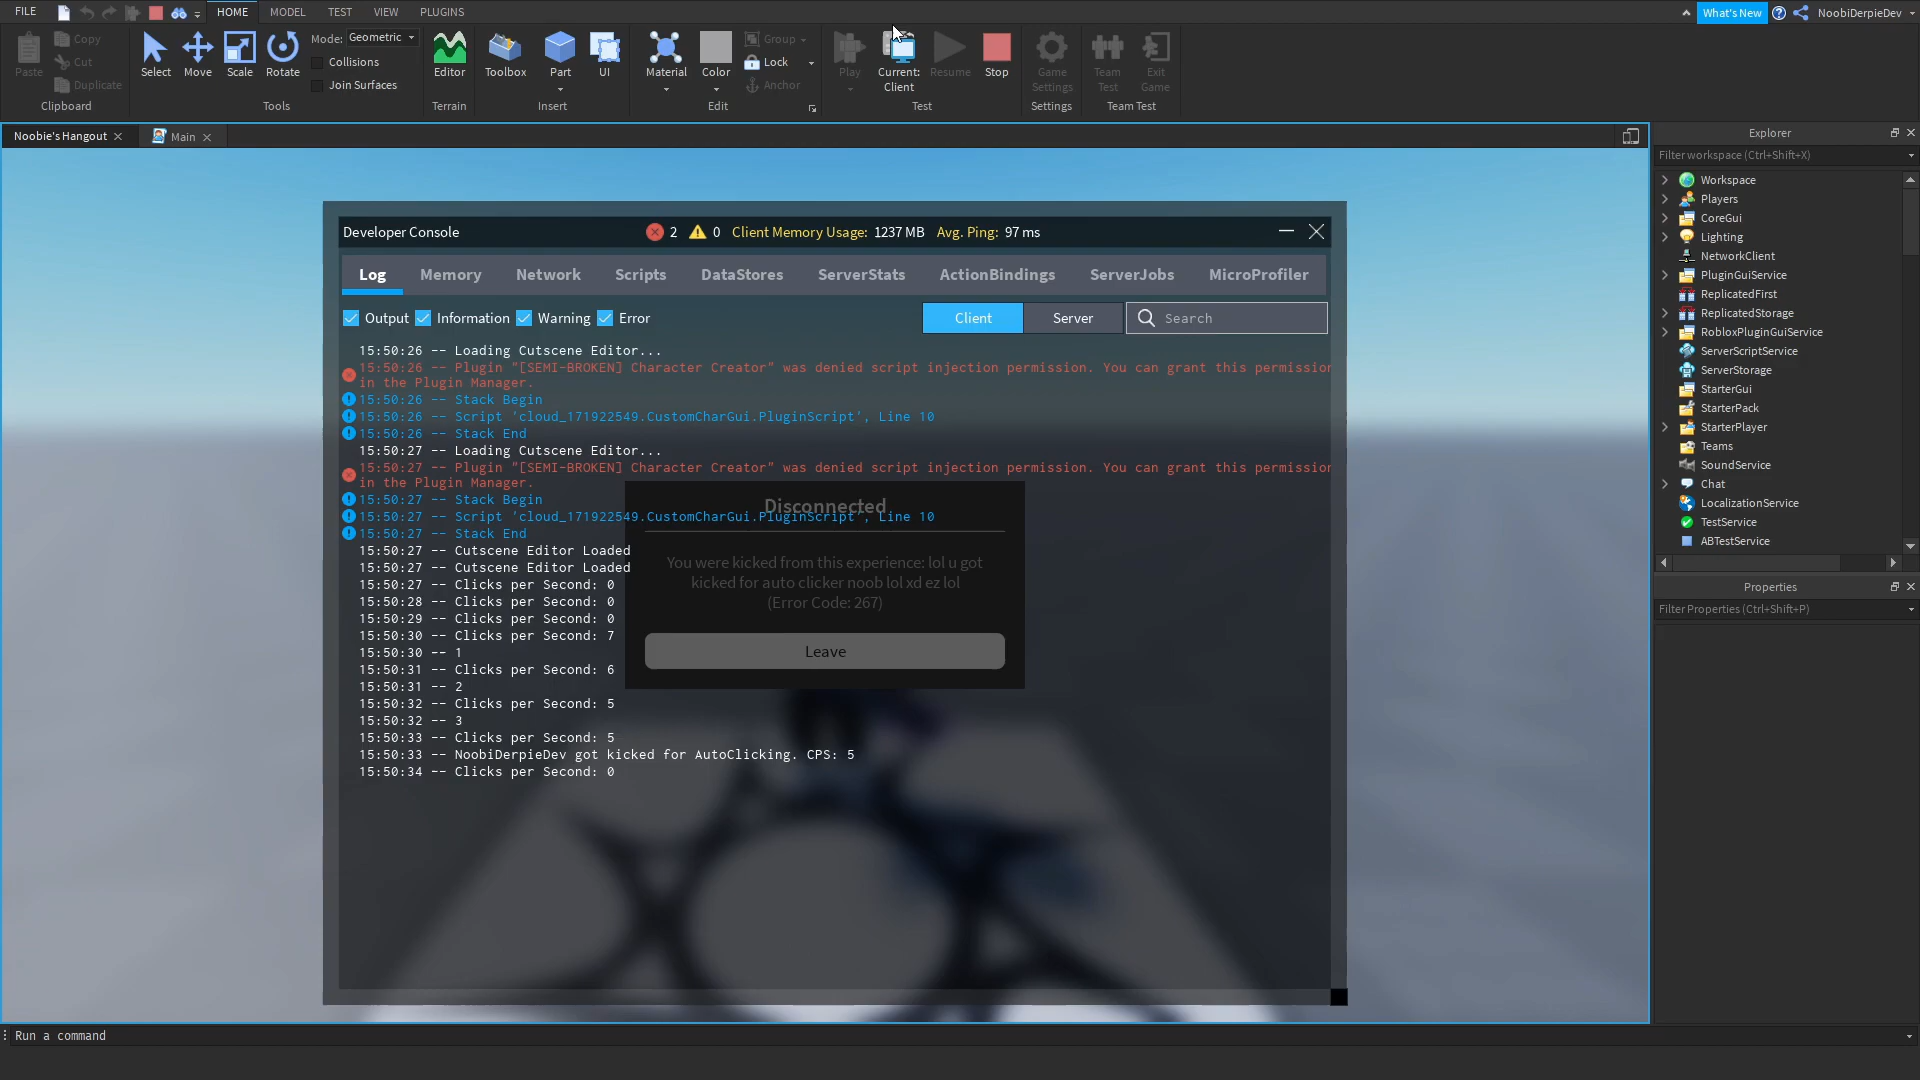 FILE
HOME
MODEL
TEST
VIEW
PLUGINS
What's New
NoobiDerpieDev
Paste
Copy
Cut
Duplicate
Clipboard
Select
Move
Scale
Rotate
Mode: Geometric
Collisions
Join Surfaces
Tools
Editor
Terrain
Toolbox
Part
UI
Insert
Material
Color
Group
Lock
Anchor
Edit
Play
Current:
Client
Resume
Stop
Test
Game
Settings
Settings
Team
Test
Exit
Game
Team Test
Noobie's Hangout
Main
Developer Console
2
0
Client Memory Usage: 1237 MB
Avg. Ping: 97 ms
Log
Memory
Network
Scripts
DataStores
ServerStats
ActionBindings
ServerJobs
MicroProfiler
Output
Information
Warning
Error
Client
Server
Search
15:50:26 -- Loading Cutscene Editor...
15:50:26 -- Plugin "[SEMI-BROKEN] Character Creator" was denied script injection permission. You can grant this permission
in the Plugin Manager.
15:50:26 -- Stack Begin
15:50:26 -- Script 'cloud_171922549.CustomCharGui.PluginScript', Line 10
15:50:26 -- Stack End
15:50:27 -- Loading Cutscene Editor...
15:50:27 -- Plugin "[SEMI-BROKEN] Character Creator" was denied script injection permission. You can grant this permission
in the Plugin Manager.
15:50:27 -- Stack Begin
15:50:27 -- Script 'cloud_171922549.CustomCharGui.PluginScript', Line 10
15:50:27 -- Stack End
15:50:27 -- Cutscene Editor Loaded
15:50:27 -- Cutscene Editor Loaded
15:50:27 -- Clicks per Second: 0
15:50:28 -- Clicks per Second: 0
15:50:29 -- Clicks per Second: 0
15:50:30 -- Clicks per Second: 7
15:50:30 -- 1
15:50:31 -- Clicks per Second: 6
15:50:31 -- 2
15:50:32 -- Clicks per Second: 5
15:50:32 -- 3
15:50:33 -- Clicks per Second: 5
15:50:33 -- NoobiDerpieDev got kicked for AutoClicking. CPS: 5
15:50:34 -- Clicks per Second: 0
Disconnected
You were kicked from this experience: lol u got
kicked for auto clicker noob lol xd ez lol
(Error Code: 267)
Leave
Explorer
Filter workspace (Ctrl+Shift+X)
Workspace
Players
CoreGui
Lighting
NetworkClient
PluginGuiService
ReplicatedFirst
ReplicatedStorage
RobloxPluginGuiService
ServerScriptService
ServerStorage
StarterGui
StarterPack
StarterPlayer
Teams
SoundService
Chat
LocalizationService
TestService
ABTestService
Properties
Filter Properties (Ctrl+Shift+P)
Run a command